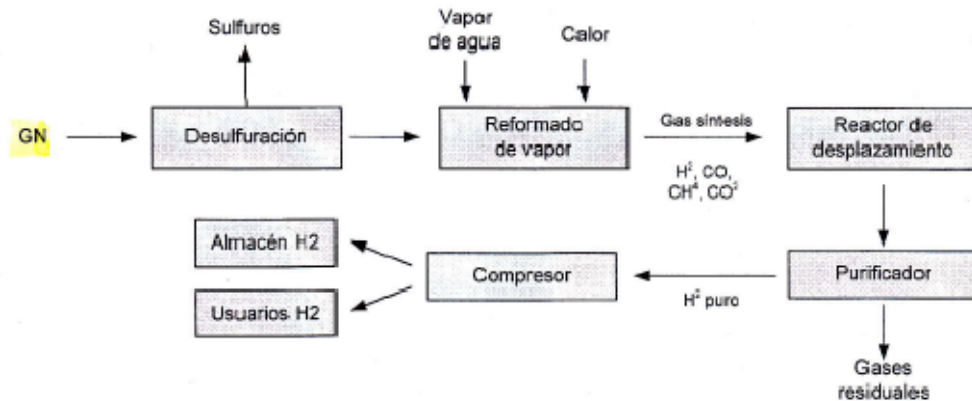 Sulfuros
Vapor
de agua
Calor
GN
Desulfuración
Reformado
de vapor
Gas síntesis
H², CO,
CH⁴, CO²
Reactor de
desplazamiento
Almacén H2
Usuarios H2
Compresor
H² puro
Purificador
Gases
residuales